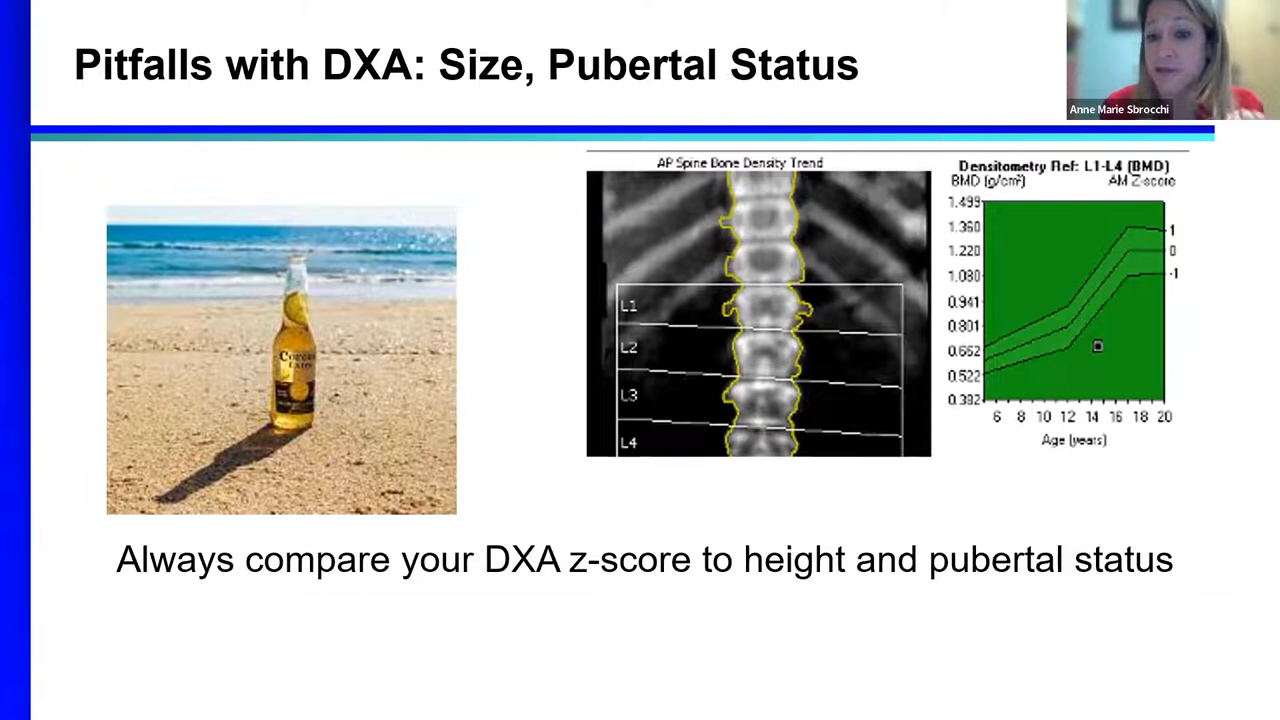 Pitfalls with DXA: Size, Pubertal Status
Anne Marie Sbrocchi
AP Spine Bone Density Trend
L1
L2
L3
L4
Densitometry Ref: L1-L4 (BMD)
BMD (g/cm²) AM Z-score
1.499
1.360
1.220
1.080
0.941
0.801
0.662
0.522
0.382
1
0
-1
6 8 10 12 14 16 18 20
Age (years)
Corona
Extra
Always compare your DXA z-score to height and pubertal status